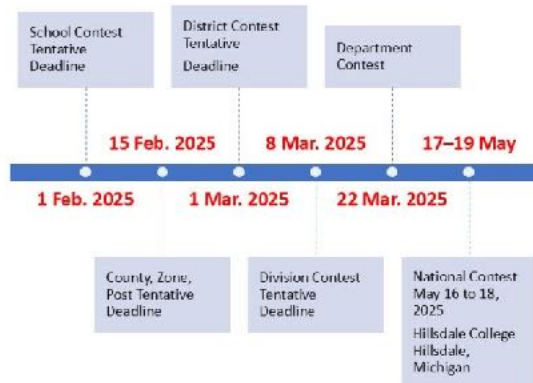 School Contest
Tentative
Deadline
District Contest
Tentative
Deadline
Department
Contest
15 Feb. 2025
8 Mar. 2025
17–19 May
1 Feb. 2025
1 Mar. 2025
22 Mar. 2025
County, Zone,
Post Tentative
Deadline
Division Contest
Tentative
Deadline
National Contest
May 16 to 18,
2025
Hillsdale College
Hillsdale,
Michigan